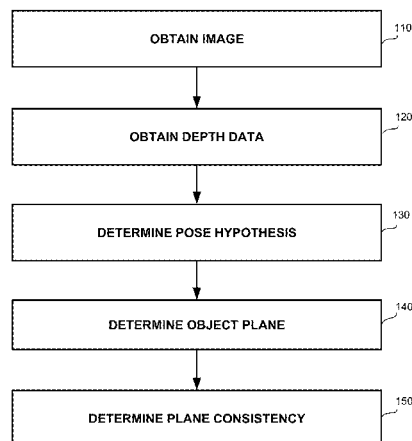 OBTAIN IMAGE
110
OBTAIN DEPTH DATA
120
DETERMINE POSE HYPOTHESIS
130
DETERMINE OBJECT PLANE
140
DETERMINE PLANE CONSISTENCY
150